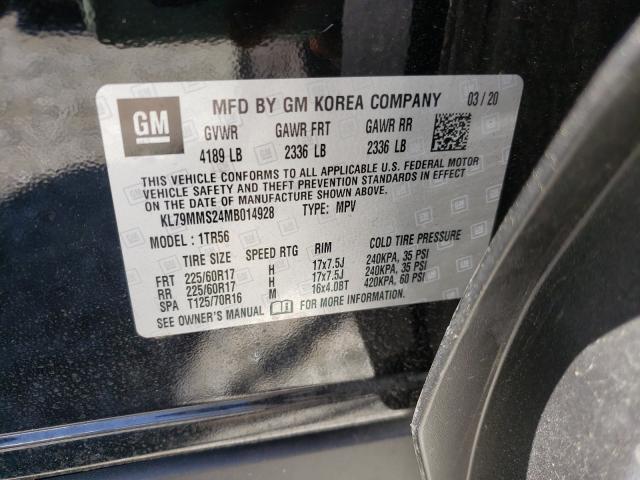 GM
MFD BY GM KOREA COMPANY 03/20
GVWR GAWR FRT GAWR RR
4189 LB 2336 LB 2336 LB
THIS VEHICLE CONFORMS TO ALL APPLICABLE U.S. FEDERAL MOTOR
VEHICLE SAFETY AND THEFT PREVENTION STANDARDS IN EFFECT
ON THE DATE OF MANUFACTURE SHOWN ABOVE.
KL79MMS24MB014928 TYPE: MPV
MODEL: 1TR56
TIRE SIZE SPEED RTG RIM COLD TIRE PRESSURE
FRT 225/60R17 H 17x7.5J 240KPA, 35 PSI
RR 225/60R17 H 17x7.5J 240KPA, 35 PSI
SPA T125/70R16 M 16x4.0BT 420KPA, 60 PSI
SEE OWNER'S MANUAL FOR MORE INFORMATION.